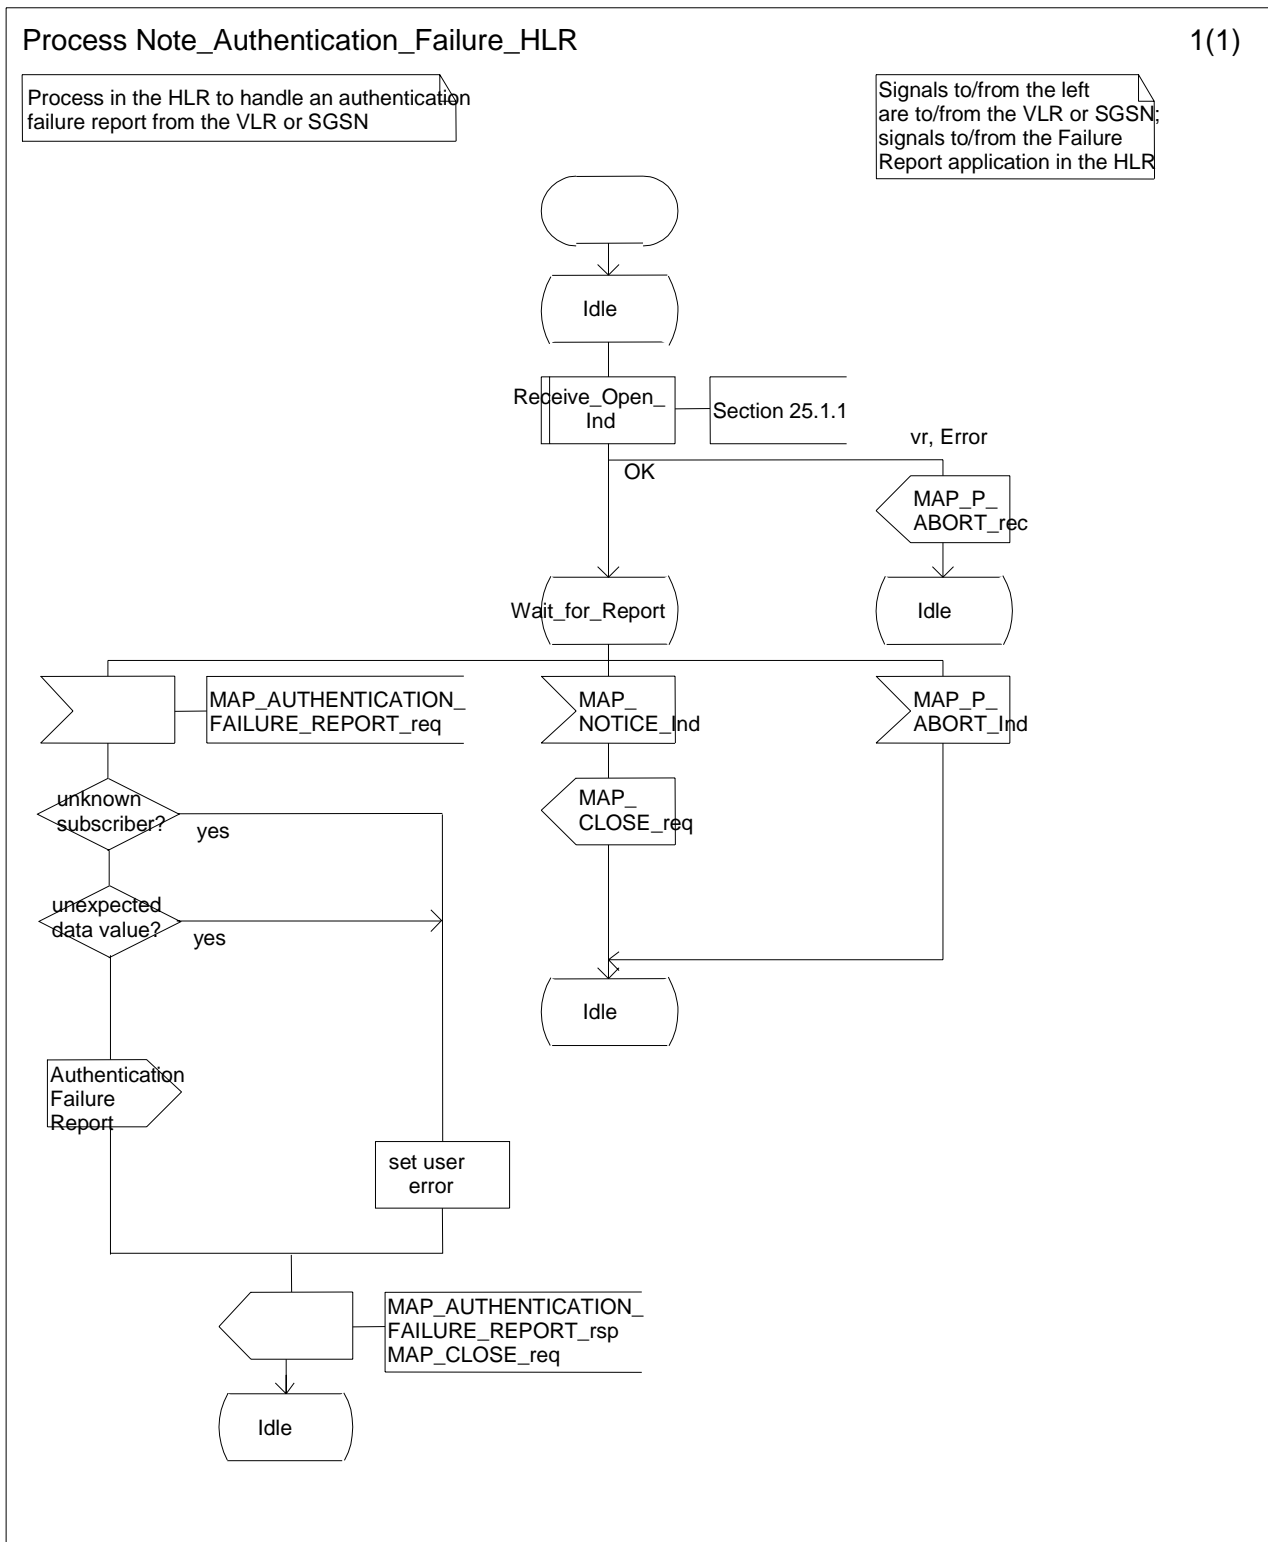 Process Note_Authentication_Failure_HLR
1(1)
Process in the HLR to handle an authentication
failure report from the VLR or SGSN
Signals to/from the left
are to/from the VLR or SGSN;
signals to/from the Failure
Report application in the HLR
Idle
Receive_Open_
Ind
Section 25.1.1
vr, Error
OK
MAP_P_
ABORT_rec
Wait_for_Report
Idle
MAP_AUTHENTICATION_
FAILURE_REPORT_req
MAP_
NOTICE_Ind
MAP_P_
ABORT_Ind
unknown
subscriber?
yes
MAP_
CLOSE_req
unexpected
data value?
yes
Idle
Authentication
Failure
Report
set user
error
MAP_AUTHENTICATION_
FAILURE_REPORT_rsp
MAP_CLOSE_req
Idle